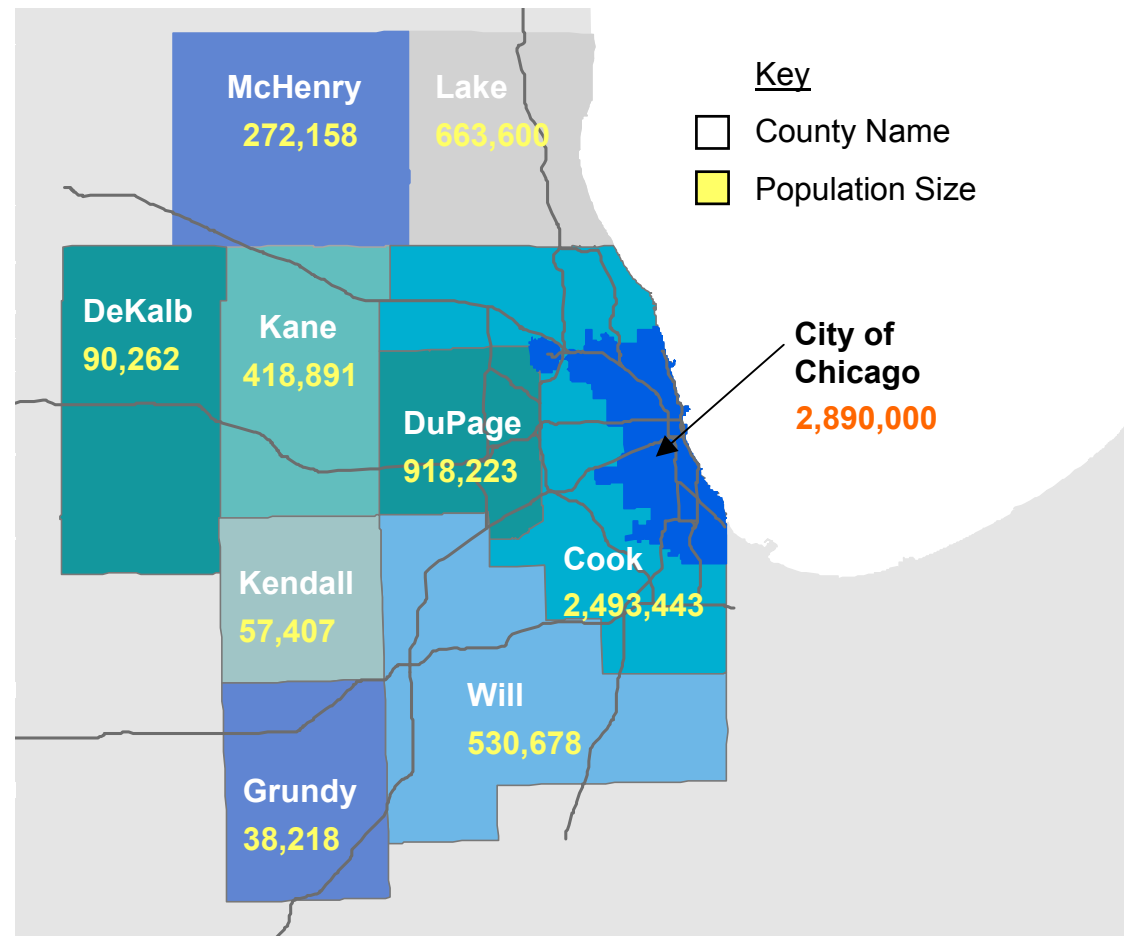 McHenry
272,158
Lake
663,600
Key
County Name
Population Size
DeKalb
90,262
Kane
418,891
DuPage
918,223
City of
Chicago
2,890,000
Cook
2,493,443
Kendall
57,407
Will
530,678
Grundy
38,218